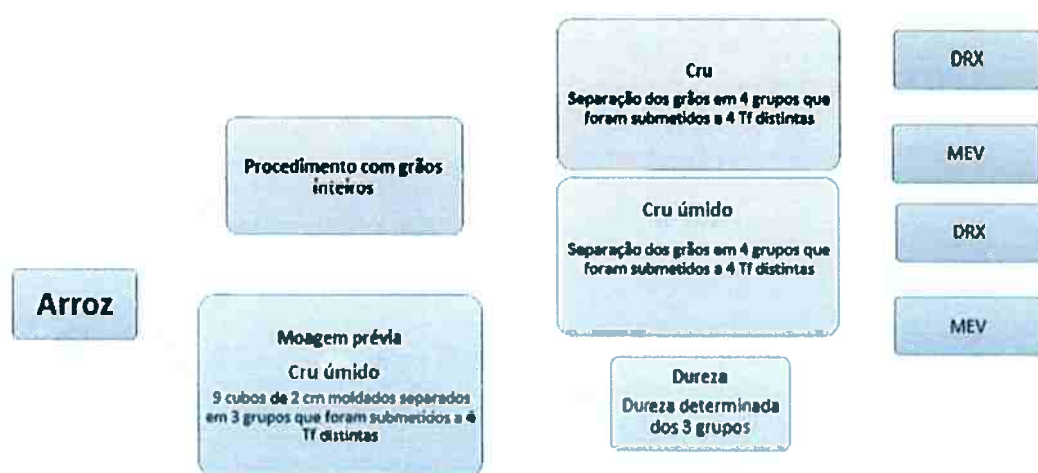 Arroz
Procedimento com grãos
inteiros
Moagem prévia
Cru úmido
9 cubos de 2 cm moldados separados
em 3 grupos que foram submetidos a 4
Tf distintas
Cru
Separação dos grãos em 4 grupos que
foram submetidos a 4 Tf distintas
Cru úmido
Separação dos grãos em 4 grupos que
foram submetidos a 4 Tf distintas
Dureza
Dureza determinada
dos 3 grupos
DRX
MEV
DRX
MEV